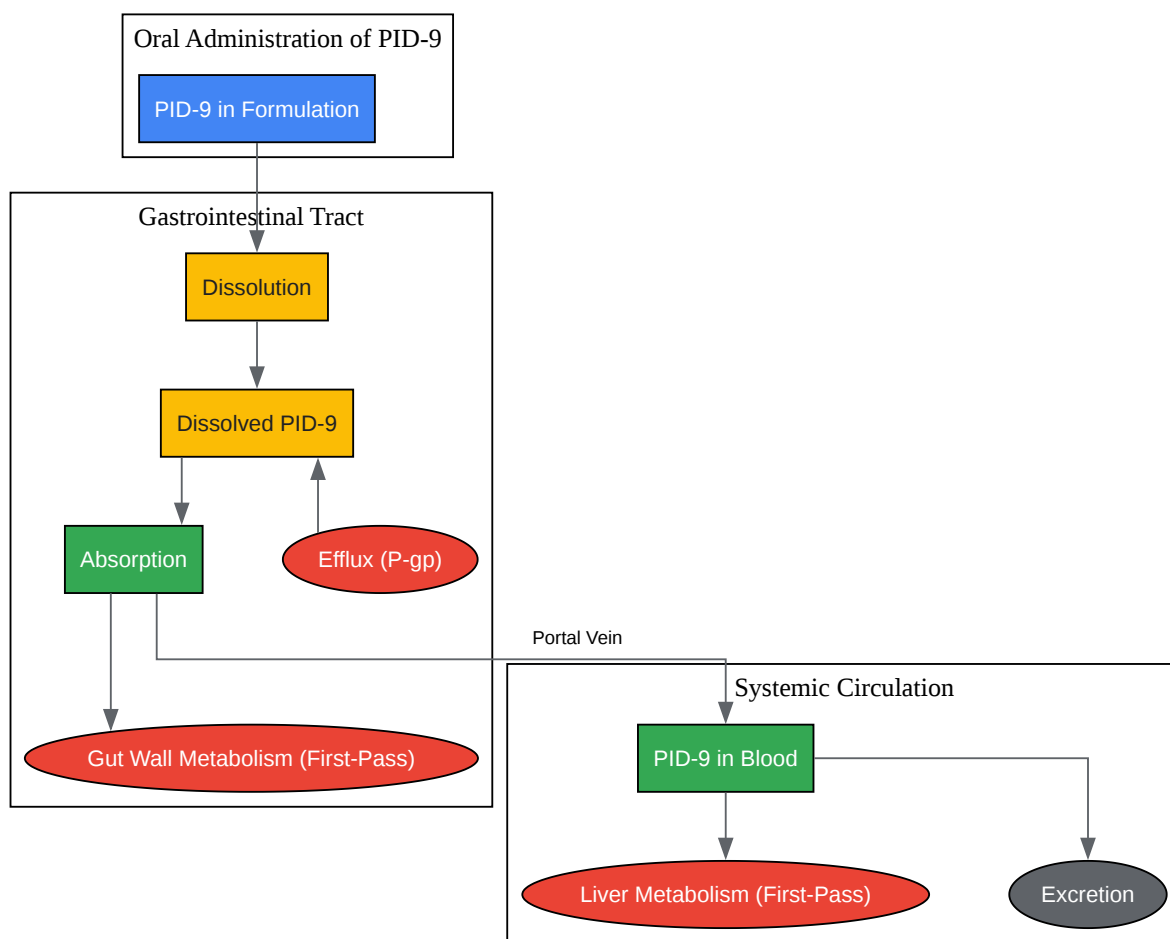 Oral Administration of PID-9
PID-9 in Formulation
Gastrointestinal Tract
Dissolution
Dissolved PID-9
Absorption
Efflux (P-gp)
Portal Vein
Systemic Circulation
Gut Wall Metabolism (First-Pass)
PID-9 in Blood
Liver Metabolism (First-Pass)
Excretion